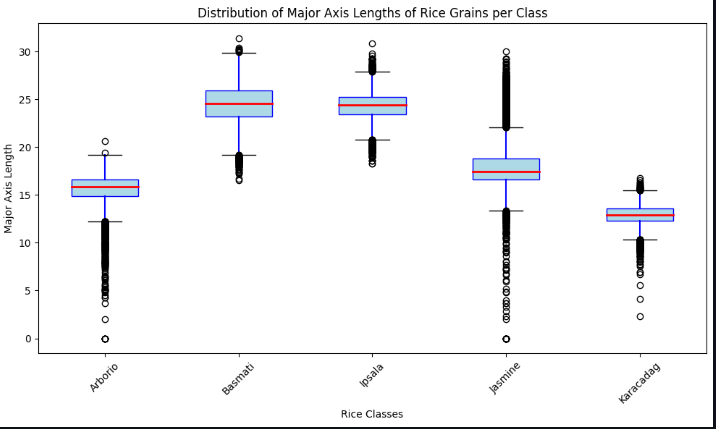 Distribution of Major Axis Lengths of Rice Grains per Class
Major Axis Length
30
25
20
15
10
5
0
Arborio
Basmati
Ipsala
Jasmine
Karacadag
Rice Classes